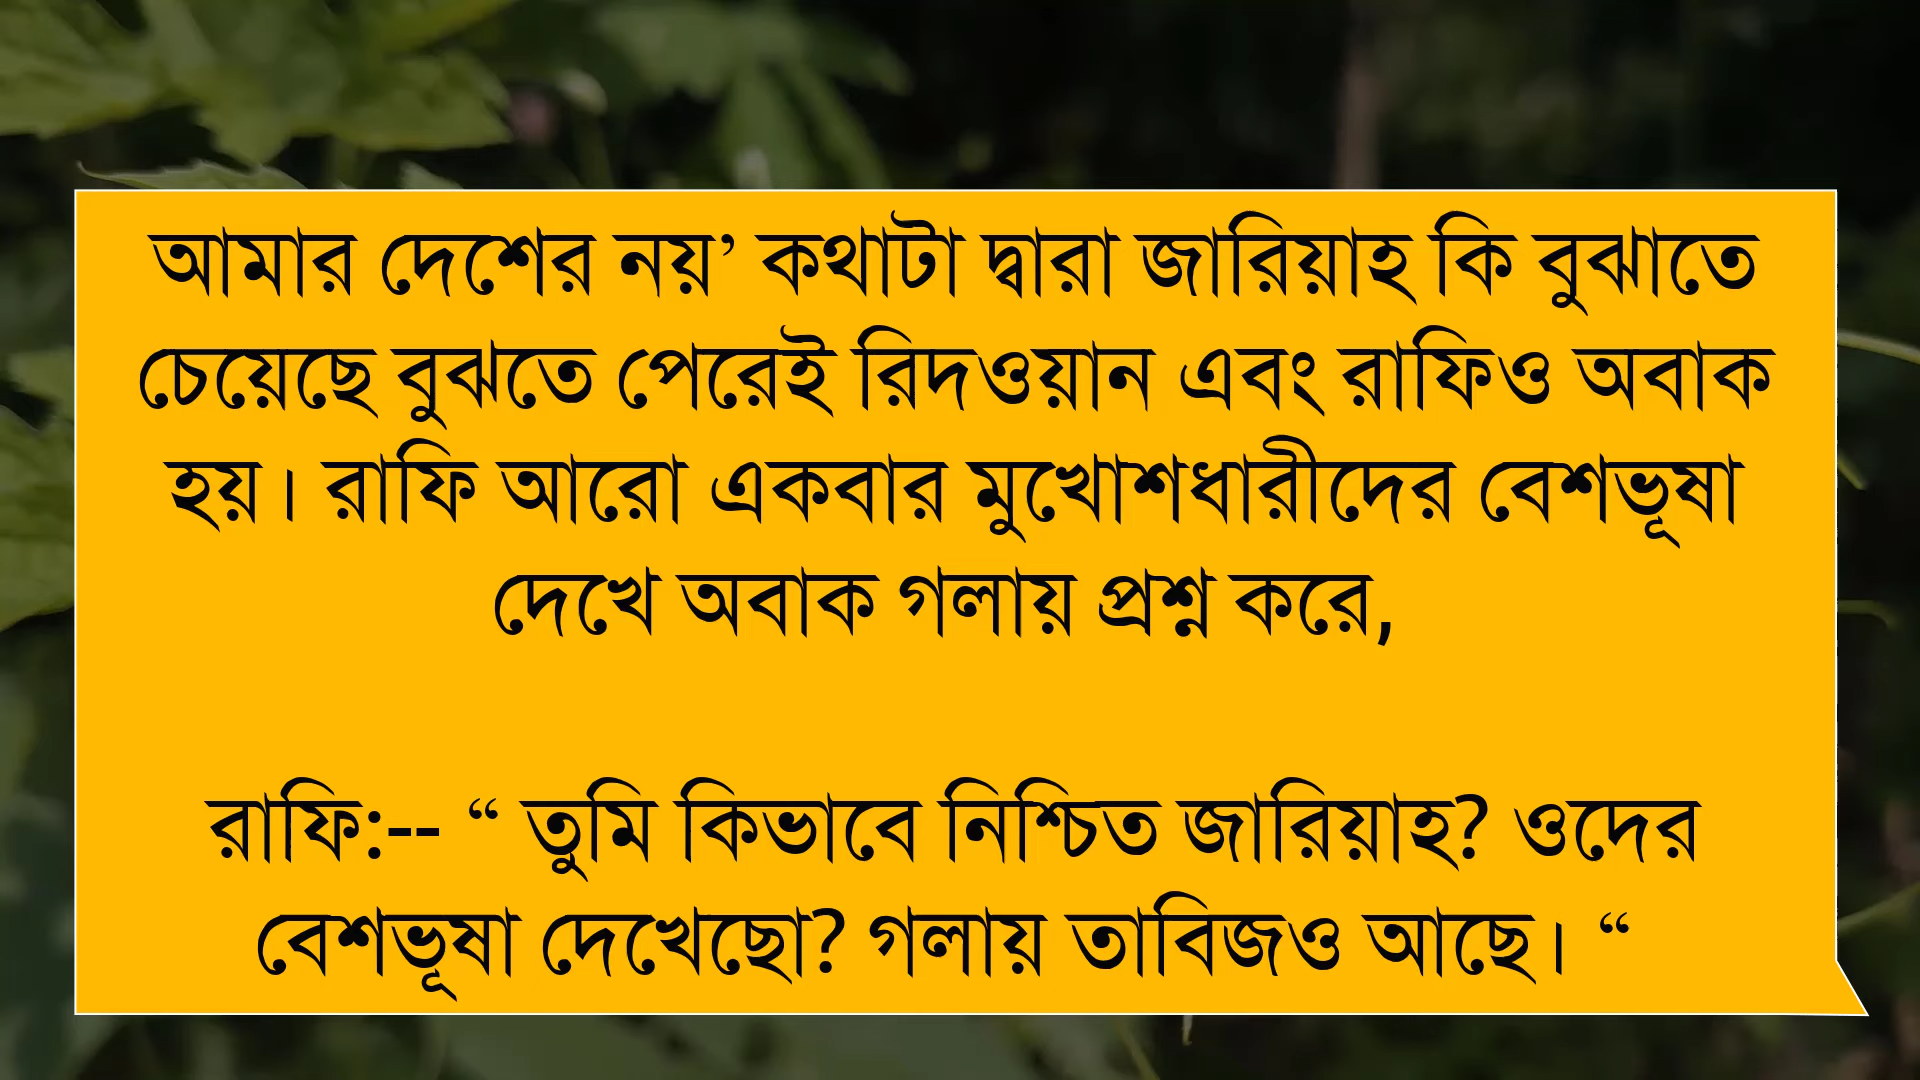 আমার দেশের নয়’ কথাটা দ্বারা জারিয়াহ কি বুঝাতে
চেয়েছে বুঝতে পেরেই রিদওয়ান এবং রাফিও অবাক
হয়। রাফি আরো একবার মুখোশধারীদের বেশভূষা
দেখে অবাক গলায় প্রশ্ন করে,
রাফি:-- “ তুমি কিভাবে নিশ্চিত জারিয়াহ? ওদের
বেশভূষা দেখেছো? গলায় তাবিজও আছে। “